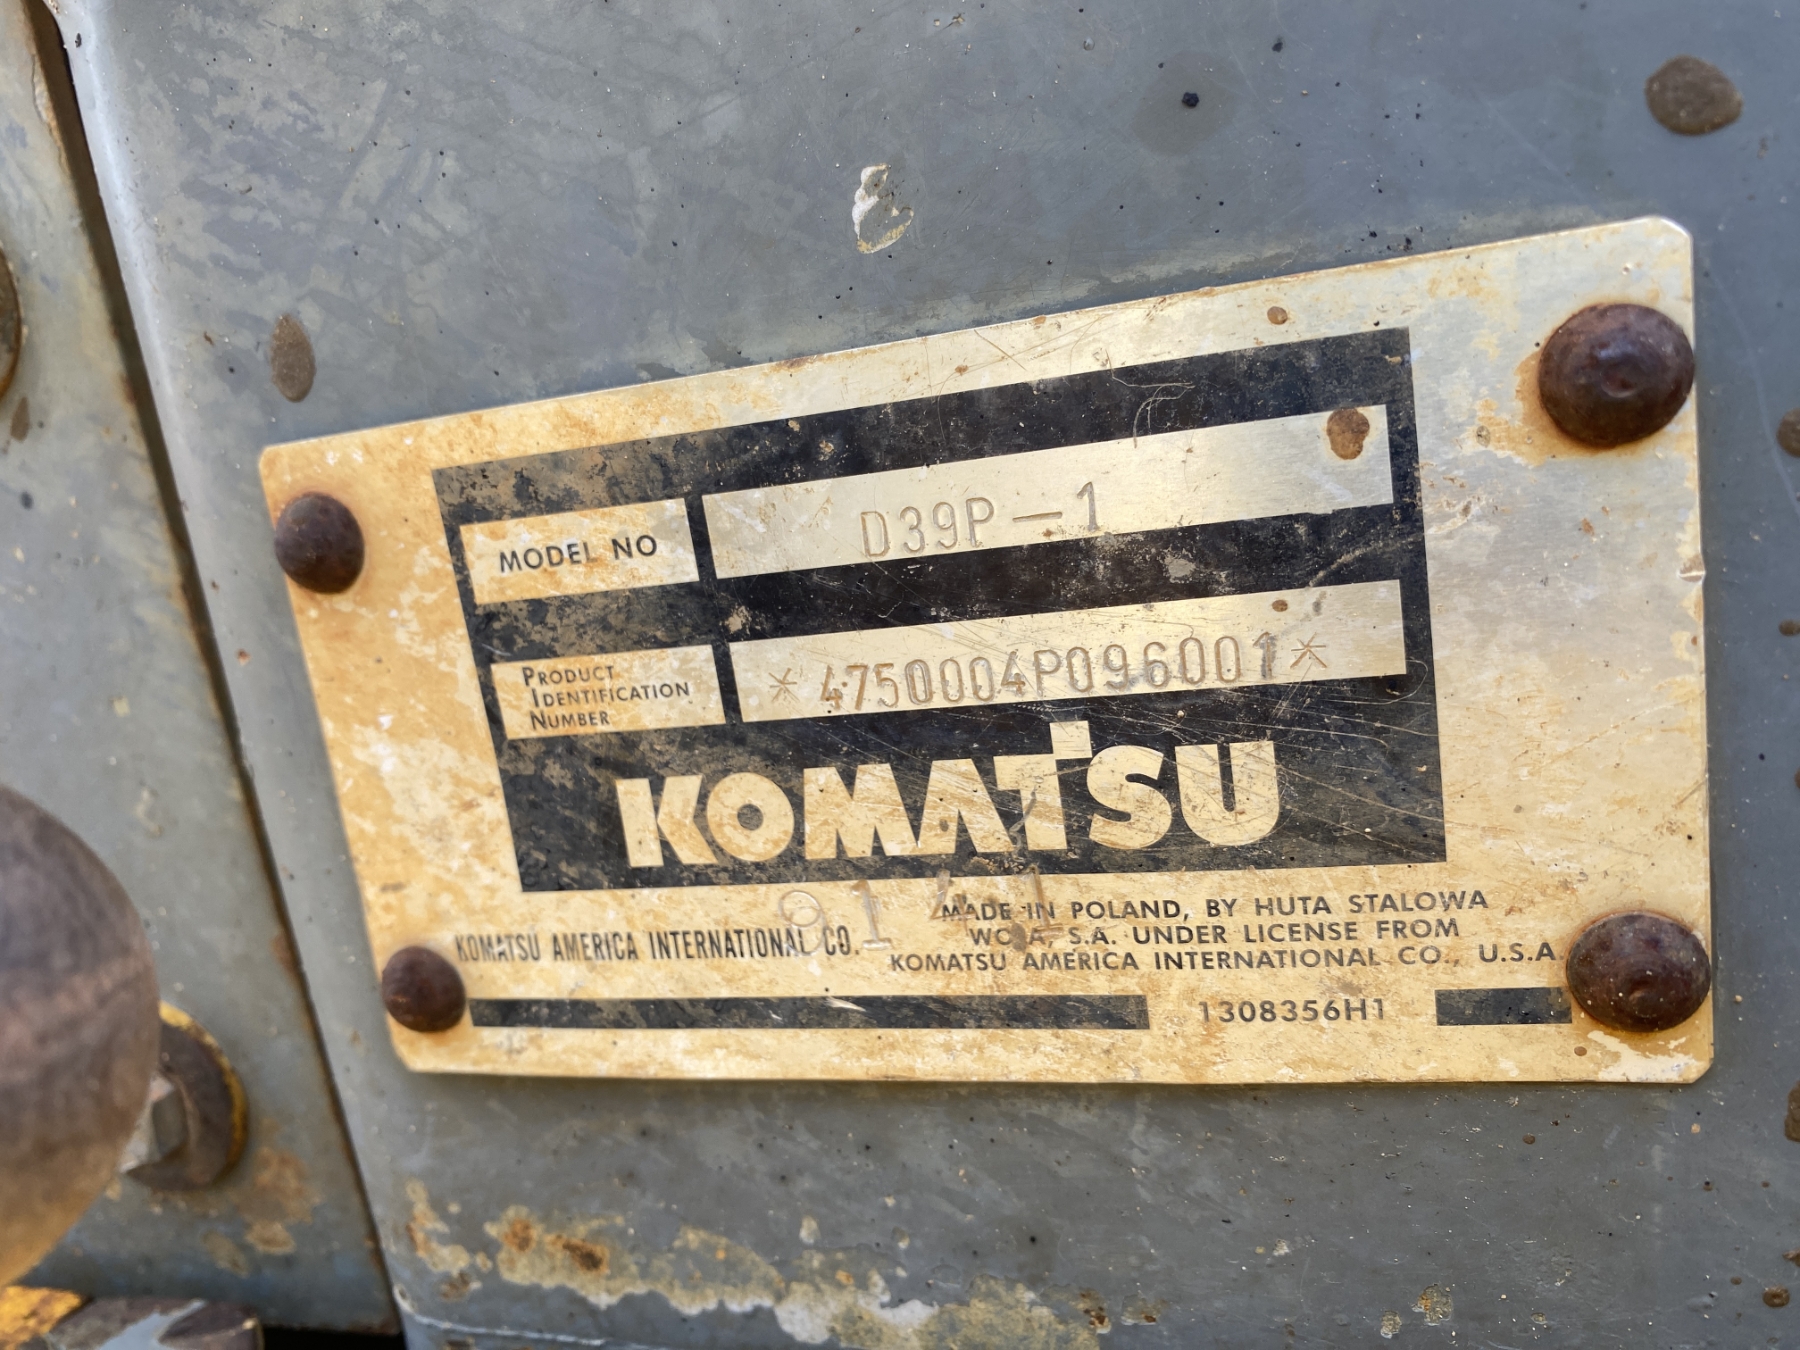 MODEL NO D39P-1
PRODUCT
IDENTIFICATION
NUMBER
*4750004P096001*
KOMATSU
KOMATSU AMERICA INTERNATIONAL CO.
MADE IN POLAND, BY HUTA STALOWA
S.A. UNDER LICENSE FROM
KOMATSU AMERICA INTERNATIONAL CO., U.S.A.
1308356H1